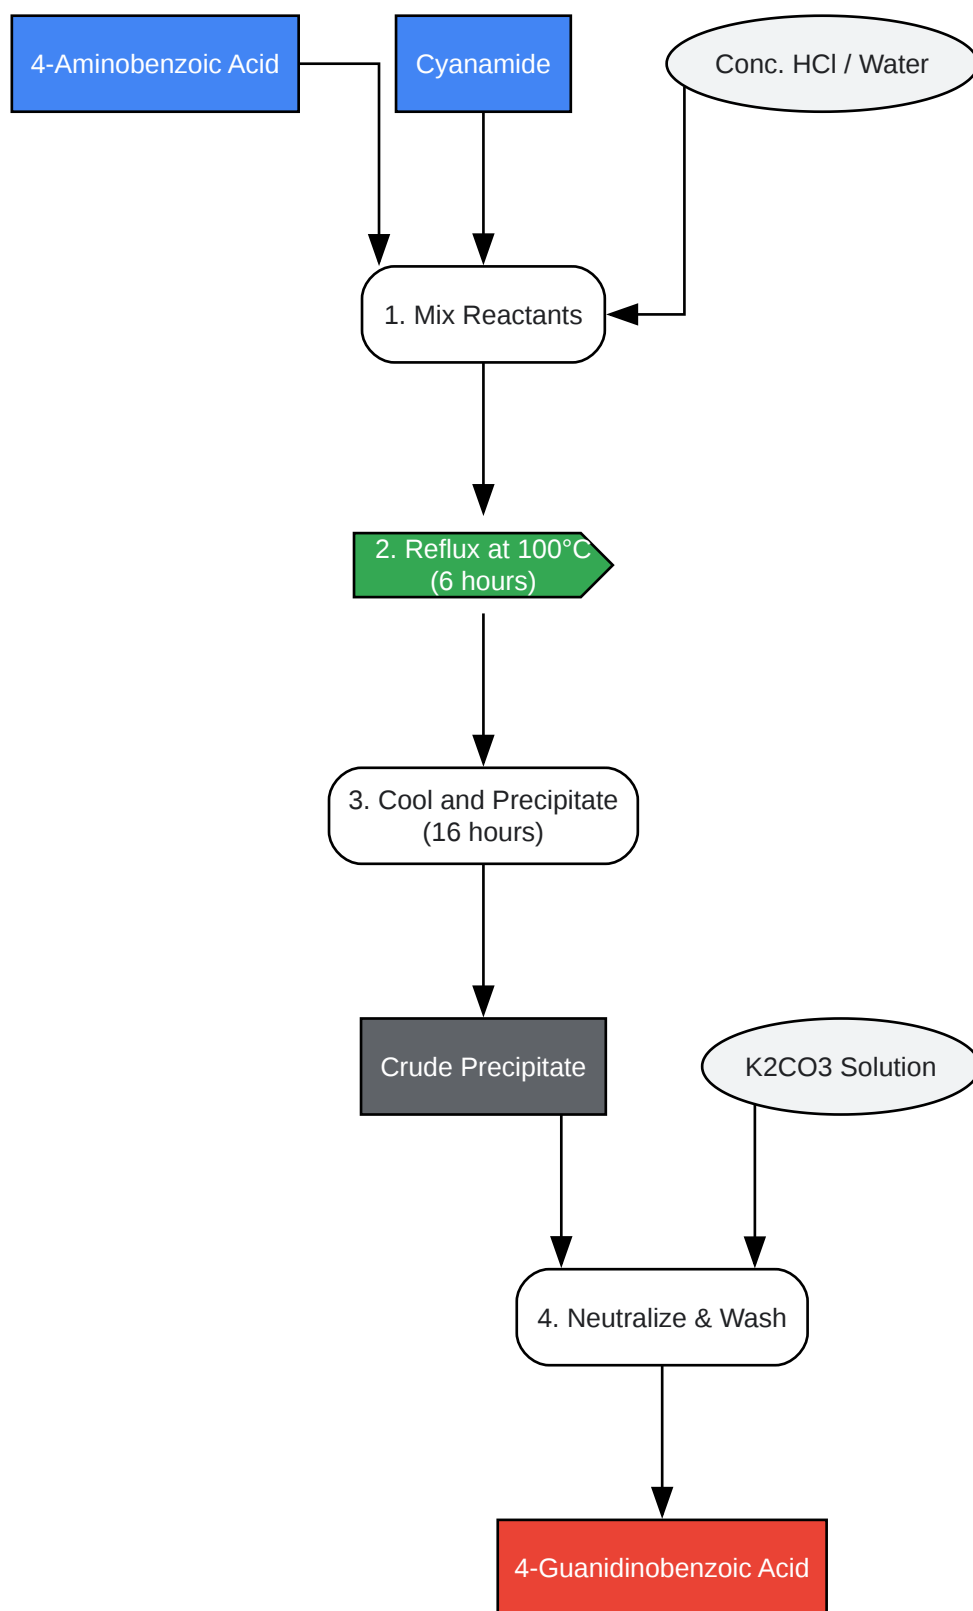 4-Aminobenzoic Acid
Cyanamide
Conc. HCl / Water
1. Mix Reactants
2. Reflux at 100°C
(6 hours)
3. Cool and Precipitate
(16 hours)
Crude Precipitate
K2CO3 Solution
4. Neutralize & Wash
4-Guanidinobenzoic Acid